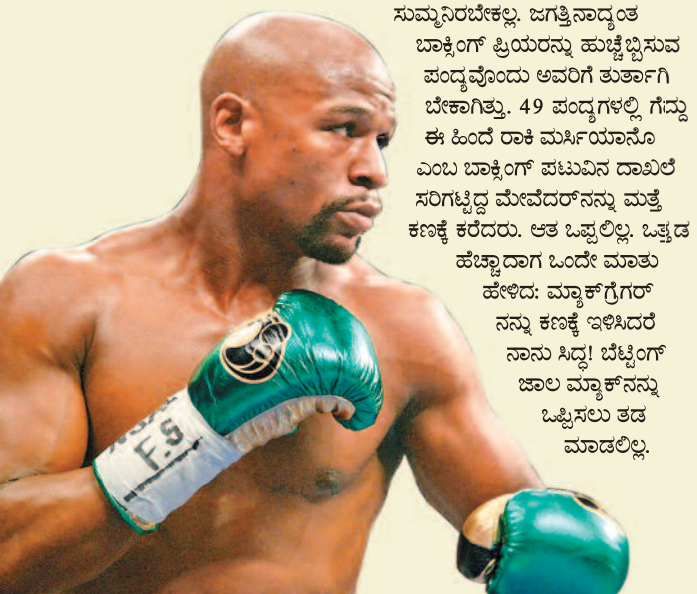 ಸುಮ್ಮನಿರಬೇಕಲ್ಲ. ಜಗತ್ತಿನಾದ್ಯಂತ
ಬಾಕ್ಸಿಂಗ್ ಪ್ರಿಯರನ್ನು ಹುಚ್ಚೆಬ್ಬಿಸುವ
ಪಂದ್ಯವೊಂದು ಅವರಿಗೆ ತುರ್ತಾಗಿ
ಬೇಕಾಗಿತ್ತು. 49 ಪಂದ್ಯಗಳಲ್ಲಿ ಗೆದ್ದು
ಈ ಹಿಂದೆ ರಾಕಿ ಮರ್ಸಿಯಾನೊ
ಎಂಬ ಬಾಕ್ಸಿಂಗ್ ಪಟುವಿನ ದಾಖಲೆ
ಸರಿಗಟ್ಟಿದ್ದ ಮೇವೆದರ್‌ನನ್ನು ಮತ್ತೆ
ಕಣಕ್ಕೆ ಕರೆದರು. ಆತ ಒಪ್ಪಲಿಲ್ಲ. ಒತ್ತಡ
ಹೆಚ್ಚಾದಾಗ ಒಂದೇ ಮಾತು
ಹೇಳಿದ: ಮ್ಯಾಕ್‌ಗ್ರೆಗರ್
ನನ್ನು ಕಣಕ್ಕೆ ಇಳಿಸಿದರೆ
ನಾನು ಸಿದ್ಧ! ಬೆಟ್ಟಿಂಗ್
ಜಾಲ ಮ್ಯಾಕ್‌ನನ್ನು
ಒಪ್ಪಿಸಲು ತಡ
ಮಾಡಲಿಲ್ಲ.
F.S